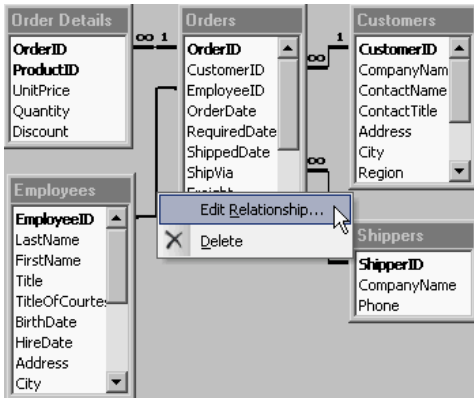 Order Details
OrderID
ProductID
UnitPrice
Quantity
Discount
∞ 1
Orders
OrderID
CustomerID
EmployeeID
OrderDate
RequiredDate
ShippedDate
ShipVia
Freight
∞
1
∞
Customers
CustomerID
CompanyNam
ContactName
ContactTitle
Address
City
Region
Employees
EmployeeID
LastName
FirstName
Title
TitleOfCourtes
BirthDate
HireDate
Address
City
Edit Relationship...
Delete
Shippers
ShipperID
CompanyName
Phone